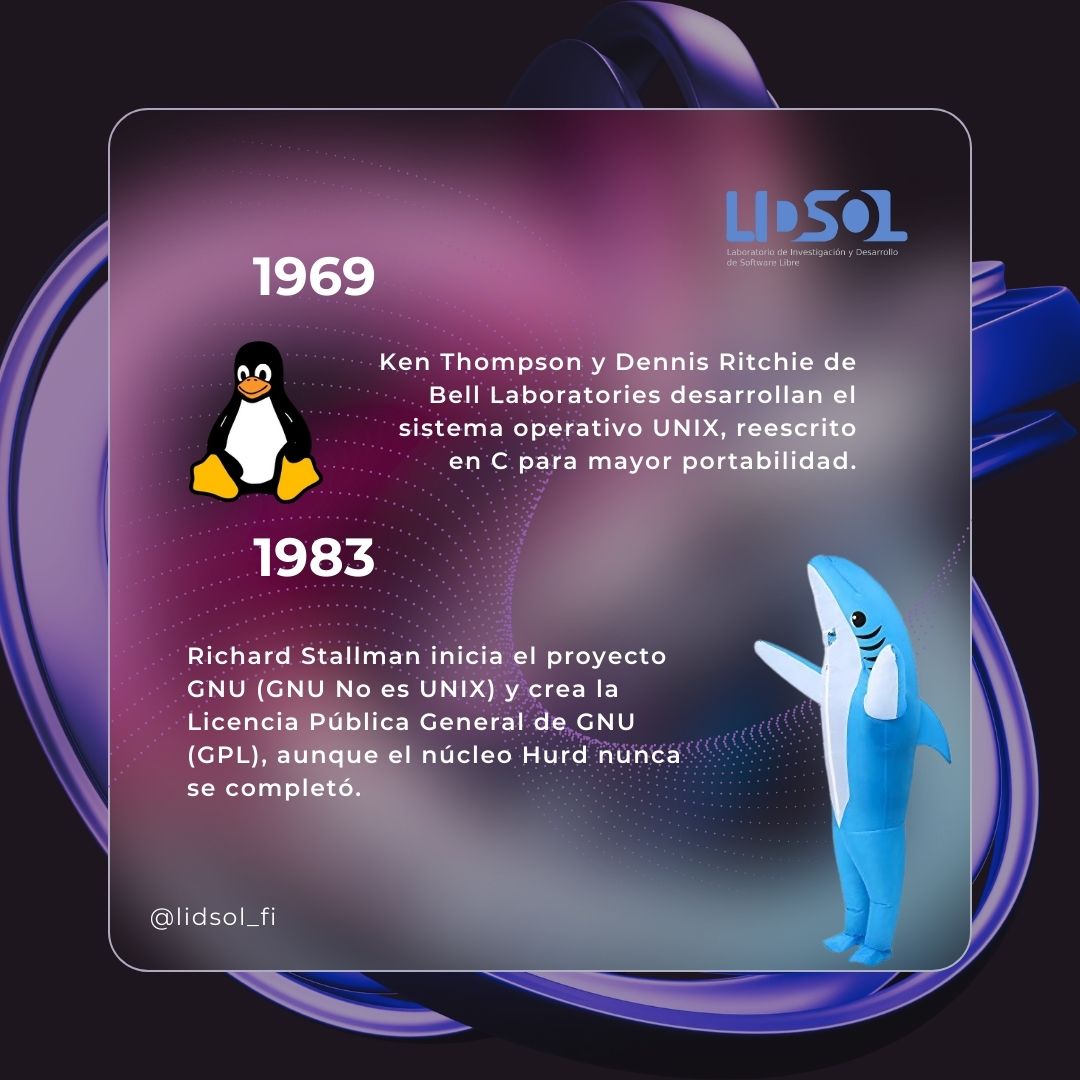 LIDSOL
Laboratorio de Investigación y Desarrollo
de Software Libre
1969
Ken Thompson y Dennis Ritchie de
Bell Laboratories desarrollan el
sistema operativo UNIX, reescrito
en C para mayor portabilidad.
1983
Richard Stallman inicia el proyecto
GNU (GNU No es UNIX) y crea la
Licencia Pública General de GNU
(GPL), aunque el núcleo Hurd nunca
se completó.
@lidsol_fi